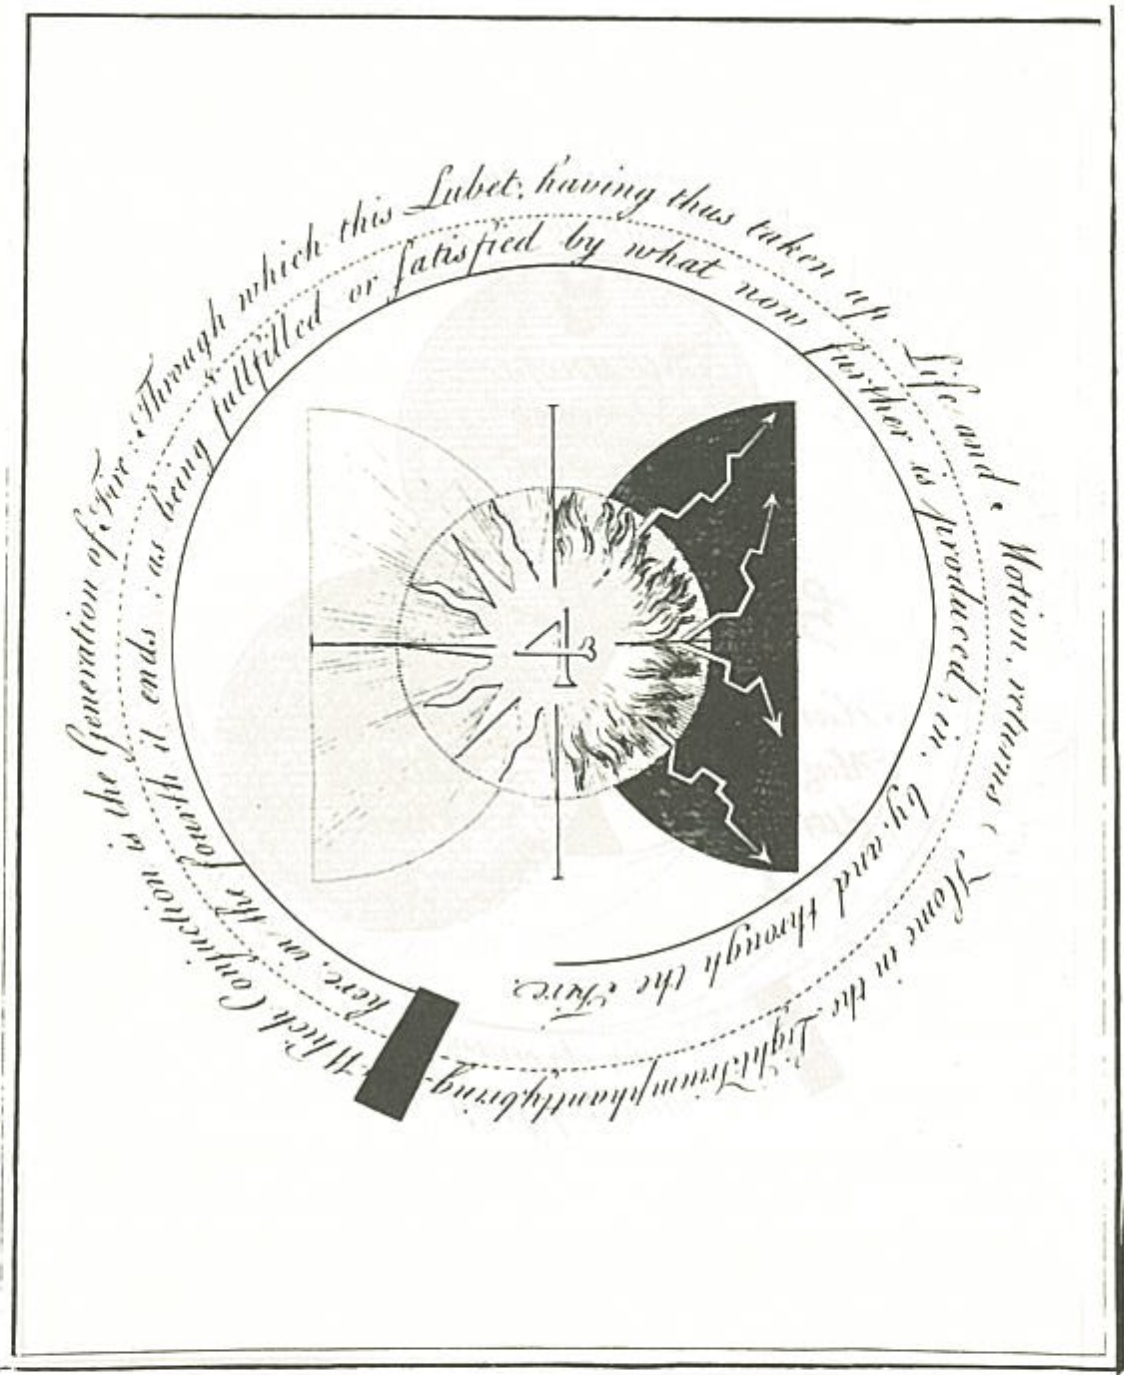 Which Conjunction is the Generation of Fire: Through which this Lubet, having thus taken up Life and Motion, returns Home in the Light Triumphantly, bring-
here, in the fourth it ends: as being fullfilled or satisfied by what now further is produced; in, by, and through the Fire.
4